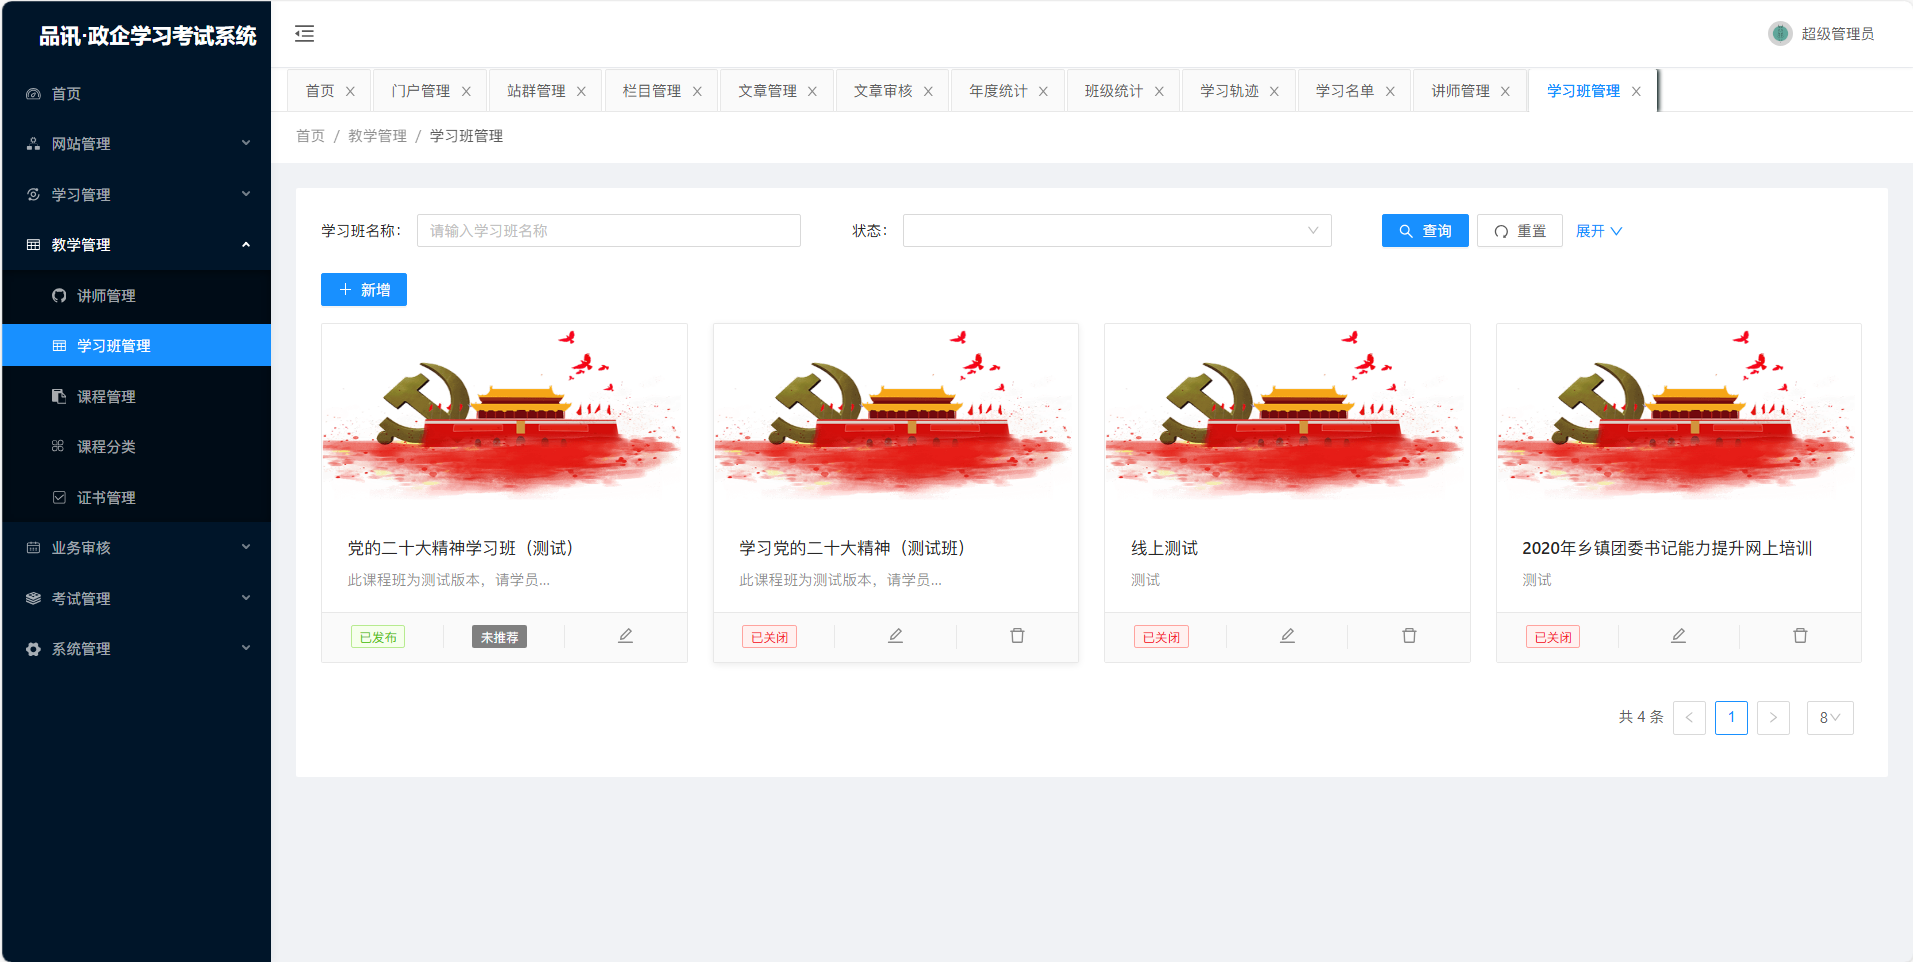 品讯·政企学习考试系统
首页
网站管理
学习管理
教学管理
讲师管理
学习班管理
课程管理
课程分类
证书管理
业务审核
考试管理
系统管理
超级管理员
首页 门户管理 站群管理 栏目管理 文章管理 文章审核 年度统计 班级统计 学习轨迹 学习名单 讲师管理 学习班管理
首页 / 教学管理 / 学习班管理
学习班名称： 请输入学习班名称 状态： 查询 重置 展开
新增
党的二十大精神学习班（测试）
此课程班为测试版本，请学员...
已发布 未推荐
学习党的二十大精神（测试班）
此课程班为测试版本，请学员...
已关闭
线上测试
测试
已关闭
2020年乡镇团委书记能力提升网上培训
测试
已关闭
共 4 条 1 8